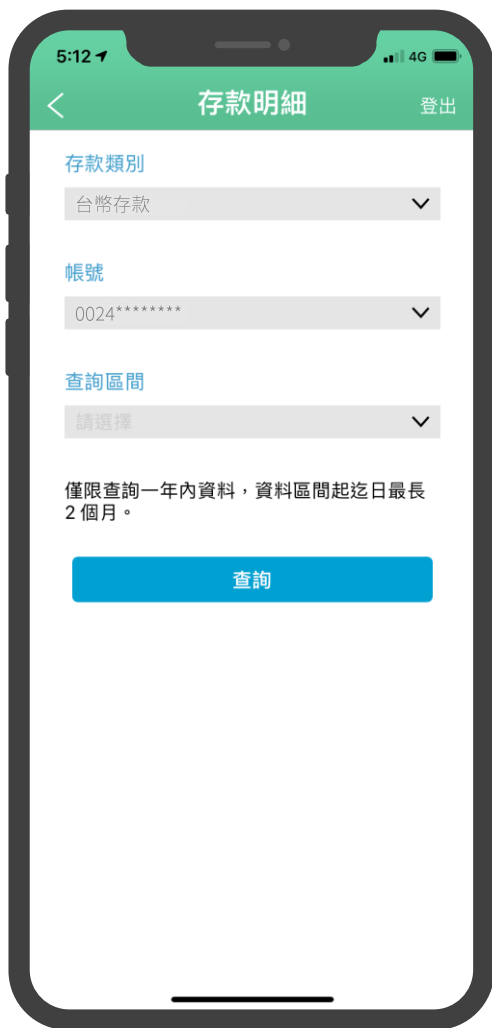 5:12
4G
存款明細
登出
存款類別
台幣存款
帳號
0024********
查詢區間
請選擇
僅限查詢一年內資料，資料區間起迄日最長
2 個月。
查詢